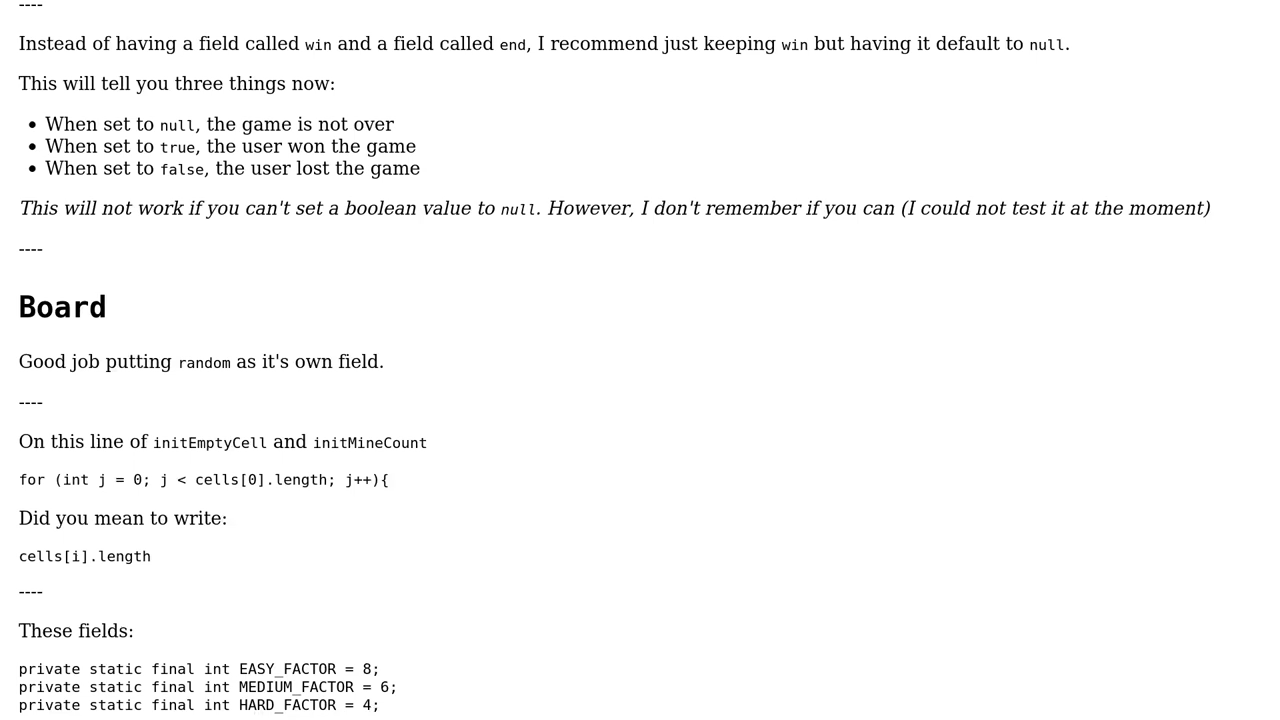 ----
Instead of having a field called win and a field called end, I recommend just keeping win but having it default to null.
This will tell you three things now:
• When set to null, the game is not over
• When set to true, the user won the game
• When set to false, the user lost the game
This will not work if you can't set a boolean value to null. However, I don't remember if you can (I could not test it at the moment)
----
Board
Good job putting random as it's own field.
----
On this line of initEmptyCell and initMineCount
for (int j = 0; j < cells[0].length; j++){
Did you mean to write:
cells[i].length
----
These fields:
private static final int EASY_FACTOR = 8;
private static final int MEDIUM_FACTOR = 6;
private static final int HARD_FACTOR = 4;